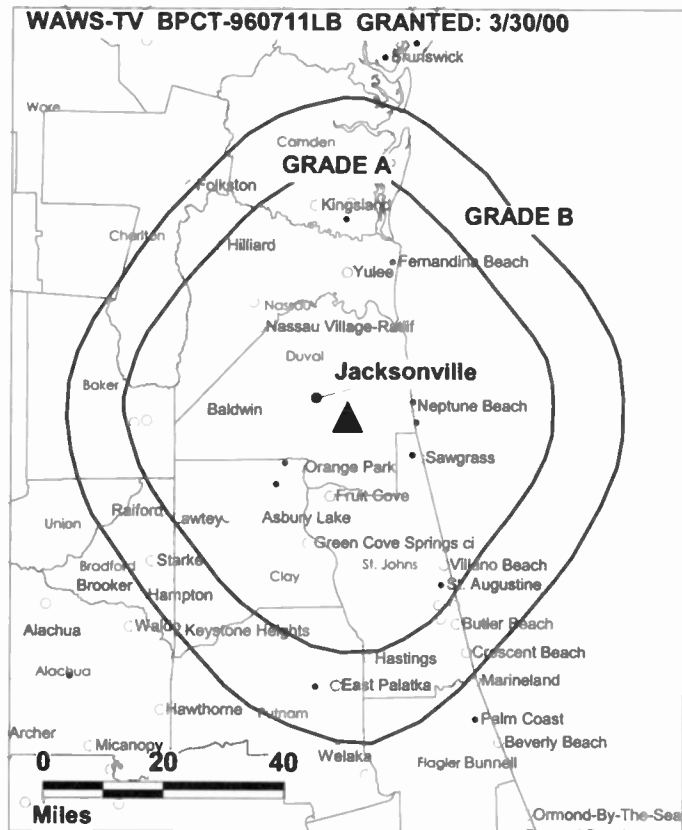 WAWS-TV BPCT-960711LB GRANTED: 3/30/00
Brunswick
Ware
Camden
GRADE A
Folkston
Kingsland
GRADE B
Charlton
Hilliard
Fernandina Beach
Yulee
Nassau
Nassau Village-Ratliff
Duval
Jacksonville
Baker
Baldwin
Neptune Beach
Sawgrass
Orange Park
Fruit Cove
Raiford
Lawtey
Asbury Lake
Union
Green Cove Springs ci
Starke
St. Johns
Villano Beach
Bradford
Clay
Brooker
St. Augustine
Hampton
Butler Beach
Alachua
Waldo
Keystone Heights
Hastings
Crescent Beach
Alachua
East Palatka
Marineland
Hawthorne
Putnam
Palm Coast
Archer
Micanopy
Beverly Beach
Welaka
Flagler Bunnell
0 20 40
Miles
Ormond-By-The-Sea